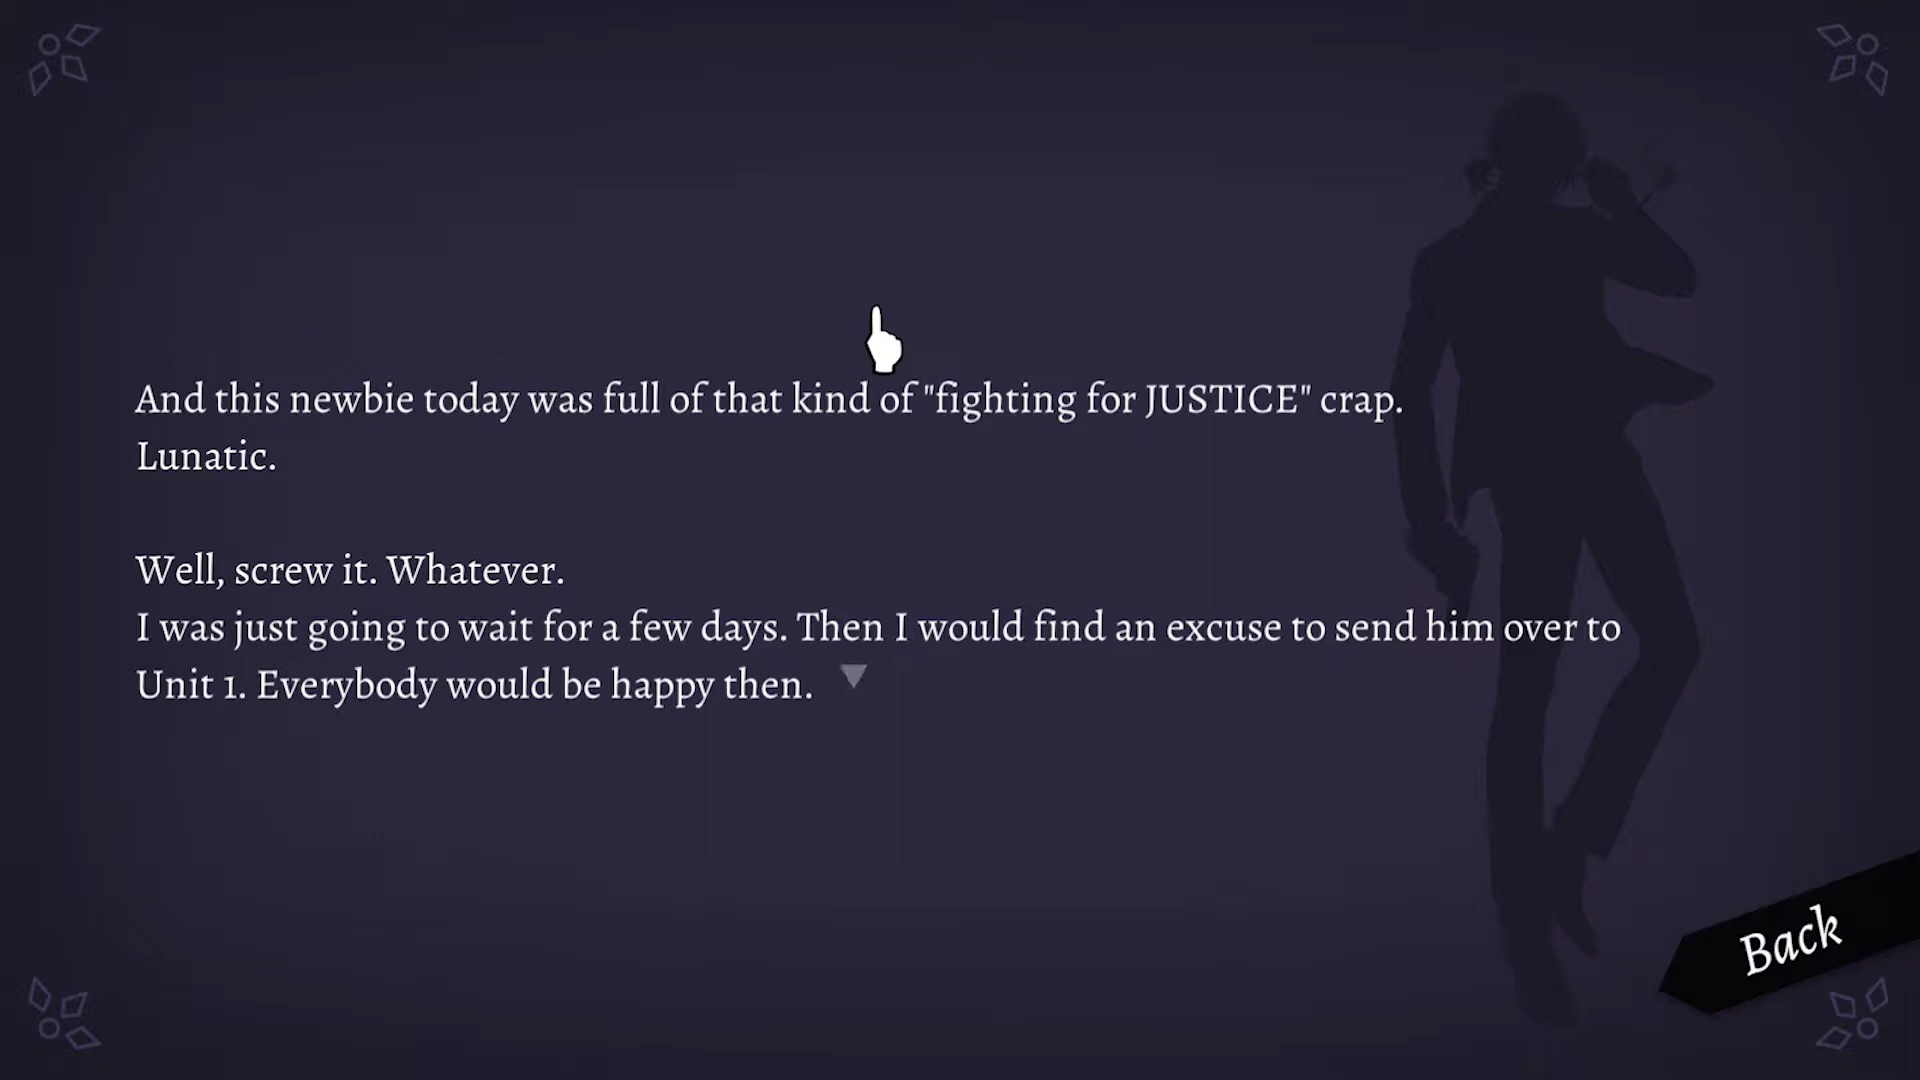 And this newbie today was full of that kind of "fighting for JUSTICE" crap.
Lunatic.
Well, screw it. Whatever.
I was just going to wait for a few days. Then I would find an excuse to send him over to
Unit 1. Everybody would be happy then.
Back